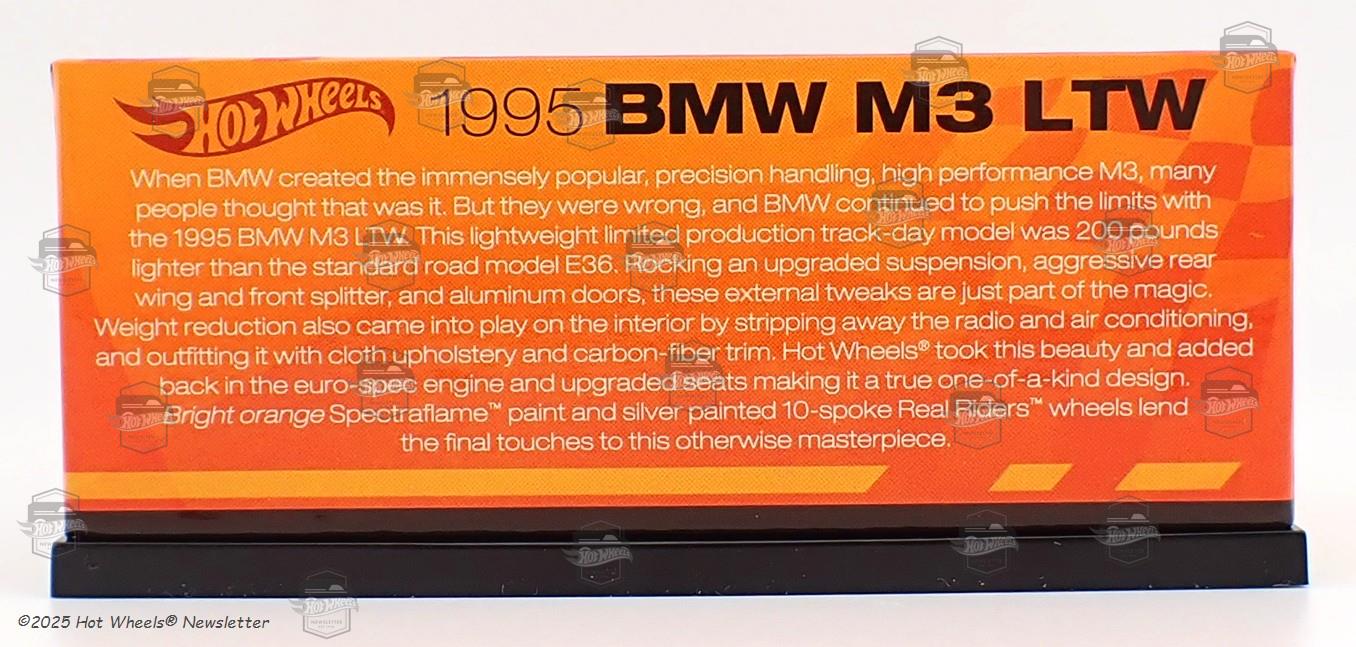 HOT WHEELS 1995 BMW M3 LTW
When BMW created the immensely popular, precision handling, high performance M3, many
people thought that was it. But they were wrong, and BMW continued to push the limits with
the 1995 BMW M3 LTW. This lightweight limited production track-day model was 200 pounds
lighter than the standard road model E36. Rocking an upgraded suspension, aggressive rear
wing and front splitter, and aluminum doors, these external tweaks are just part of the magic.
Weight reduction also came into play on the interior by stripping away the radio and air conditioning,
and outfitting it with cloth upholstery and carbon-fiber trim. Hot Wheels® took this beauty and added
back in the euro-spec engine and upgraded seats making it a true one-of-a-kind design.
Bright orange Spectraflame™ paint and silver painted 10-spoke Real Riders™ wheels lend
the final touches to this otherwise masterpiece.
©2025 Hot Wheels® Newsletter